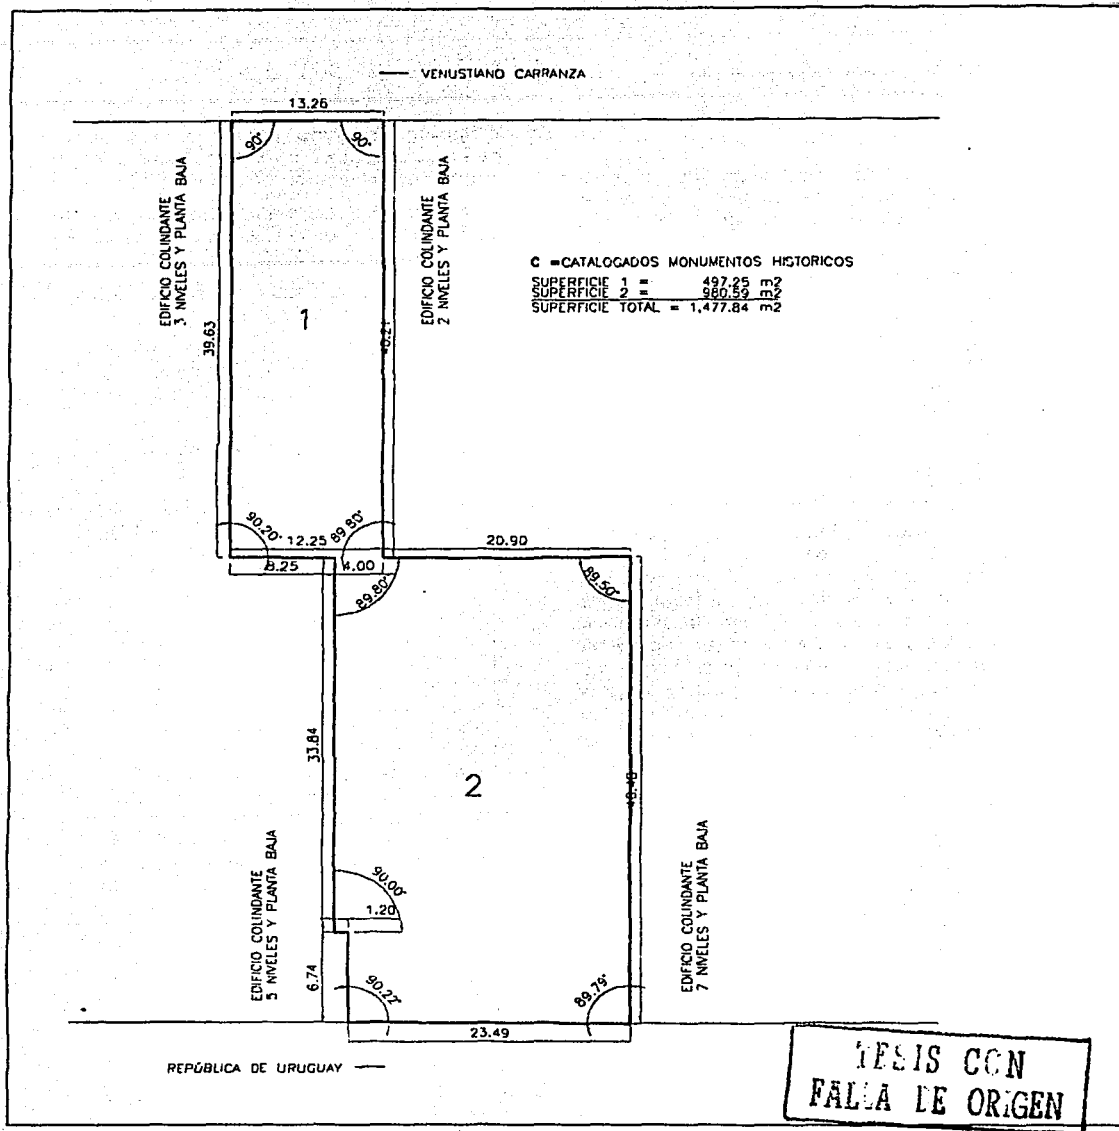 VENUSTIANO CARRANZA
13.26
90°
90°
EDIFICIO COLINDANTE
3 NIVELES Y PLANTA BAJA
EDIFICIO COLINDANTE
2 NIVELES Y PLANTA BAJA
C =CATALOGADOS MONUMENTOS HISTORICOS
SUPERFICIE 1 = 497.25 m2
SUPERFICIE 2 = 980.59 m2
SUPERFICIE TOTAL = 1,477.84 m2
1
39.63
40.21
90.20°
12.25
89.80°
20.90
8.25
4.00
89.80°
89.50°
33.84
2
EDIFICIO COLINDANTE
5 NIVELES Y PLANTA BAJA
EDIFICIO COLINDANTE
7 NIVELES Y PLANTA BAJA
90.00°
1.20
6.74
90.22°
89.79°
23.49
REPÚBLICA DE URUGUAY
TESIS CON
FALLA DE ORIGEN